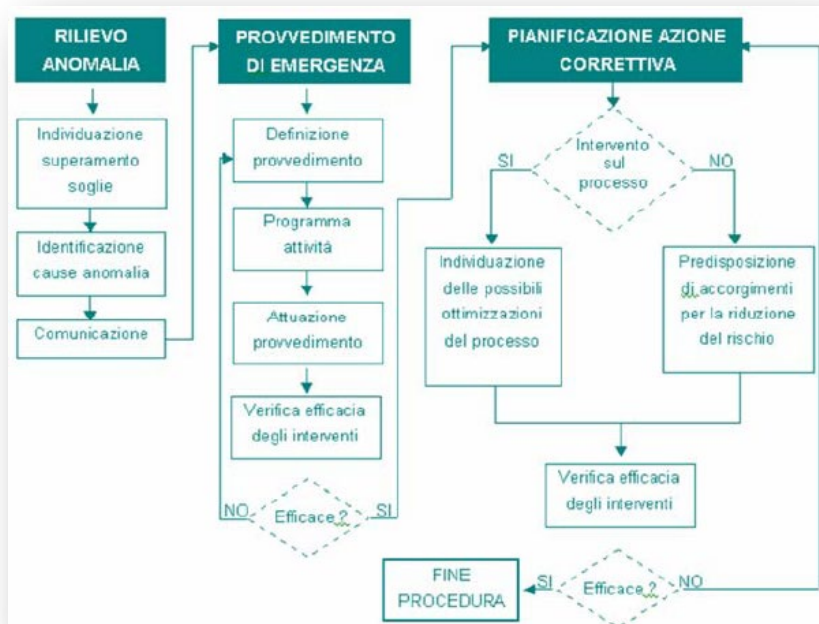 RILIEVO
ANOMALIA
Individuazione
superamento
soglie
Identificazione
cause anomalia
Comunicazione
PROVVEDIMENTO
DI EMERGENZA
Definizione
provvedimento
Programma
attività
Attuazione
provvedimento
Verifica efficacia
degli interventi
NO
Efficace ?
SI
PIANIFICAZIONE AZIONE
CORRETTIVA
SI
Intervento
sul
processo
NO
Individuazione
delle possibili
ottimizzazioni
del processo
Predisposizione
di accorgimenti
per la riduzione
del rischio
Verifica efficacia
degli interventi
FINE
PROCEDURA
SI
Efficace ?
NO